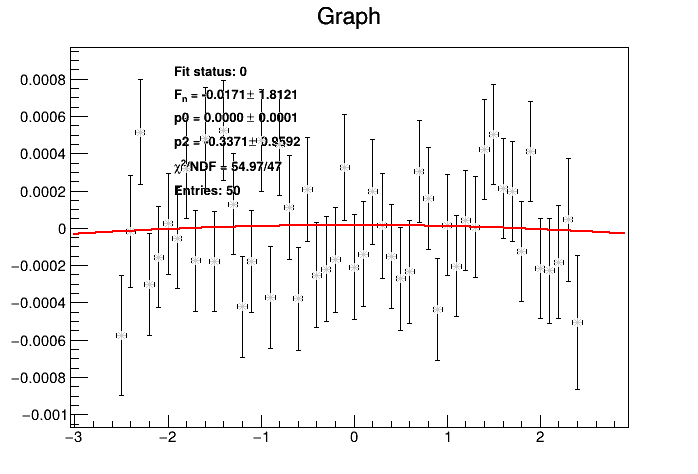 Graph
Fit status: 0
Fn = -0.0171± 1.8121
p0 = 0.0000 ± 0.0001
p2 = -0.3371± 0.9592
χ²/NDF = 54.97/47
Entries: 50
0.0008
0.0006
0.0004
0.0002
0
−0.0002
−0.0004
−0.0006
−0.0008
−0.001
−3 −2 −1 0 1 2